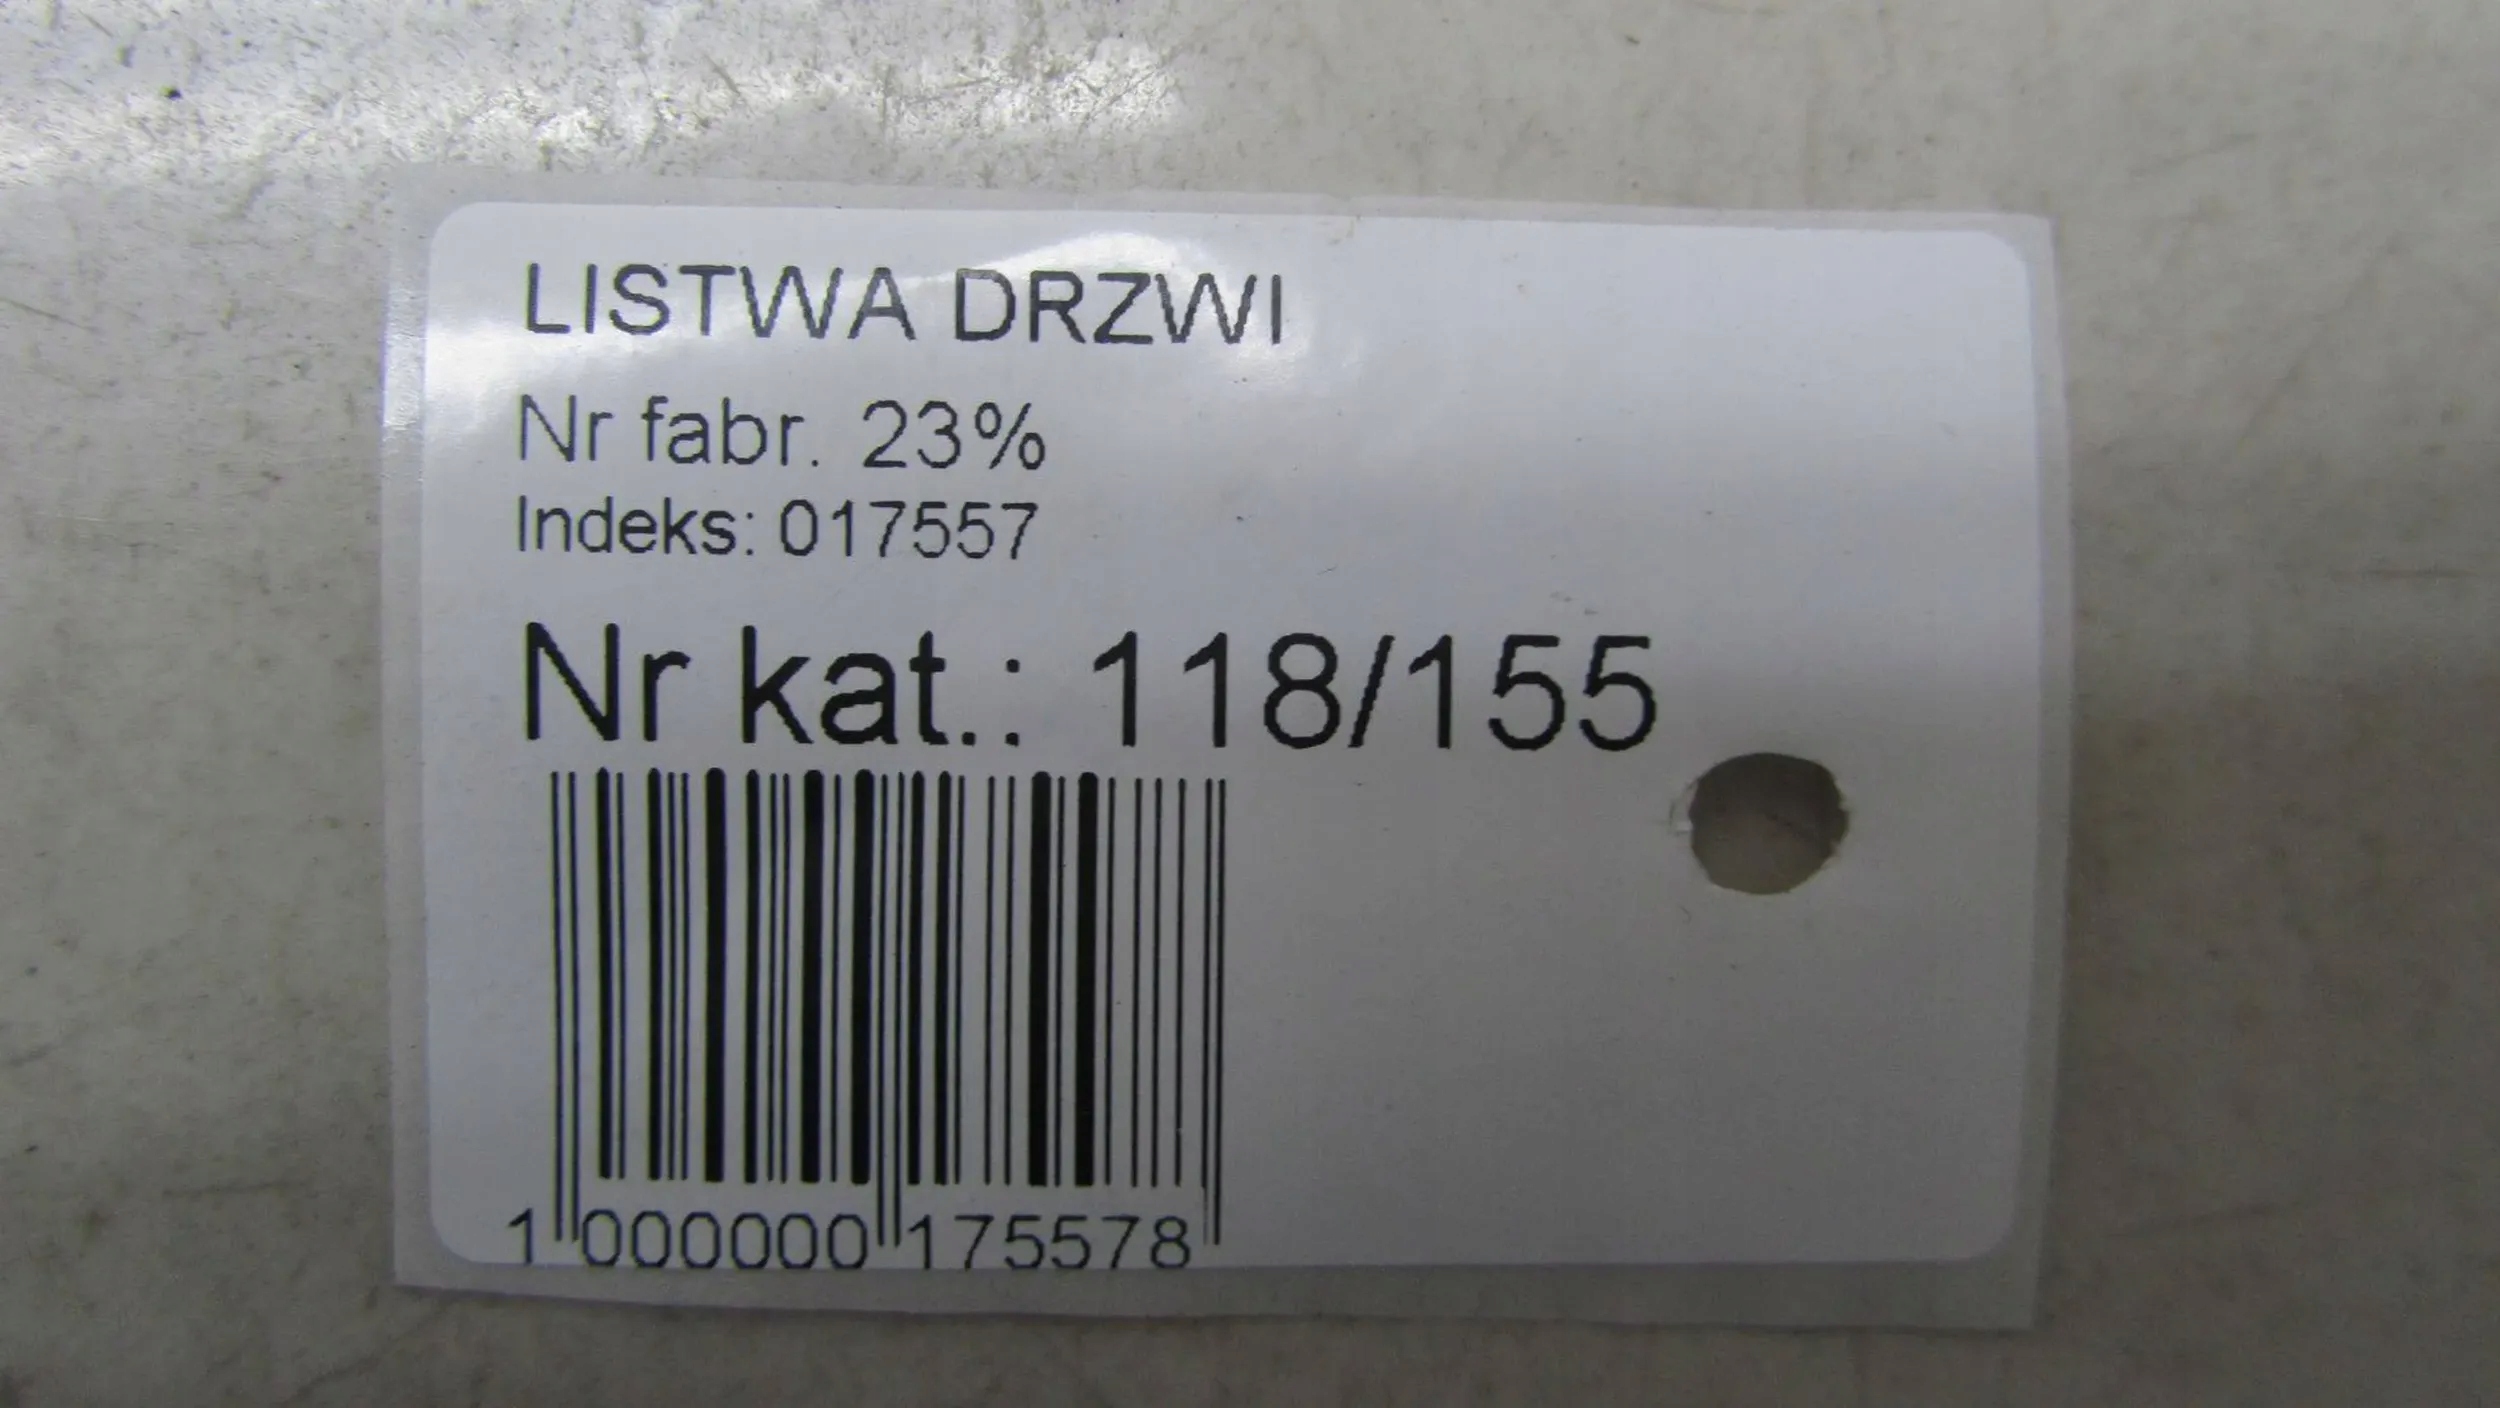 LISTWA DRZWI
Nr fabr. 23%
Indeks: 017557
Nr kat.: 118/155
1 000000 175578